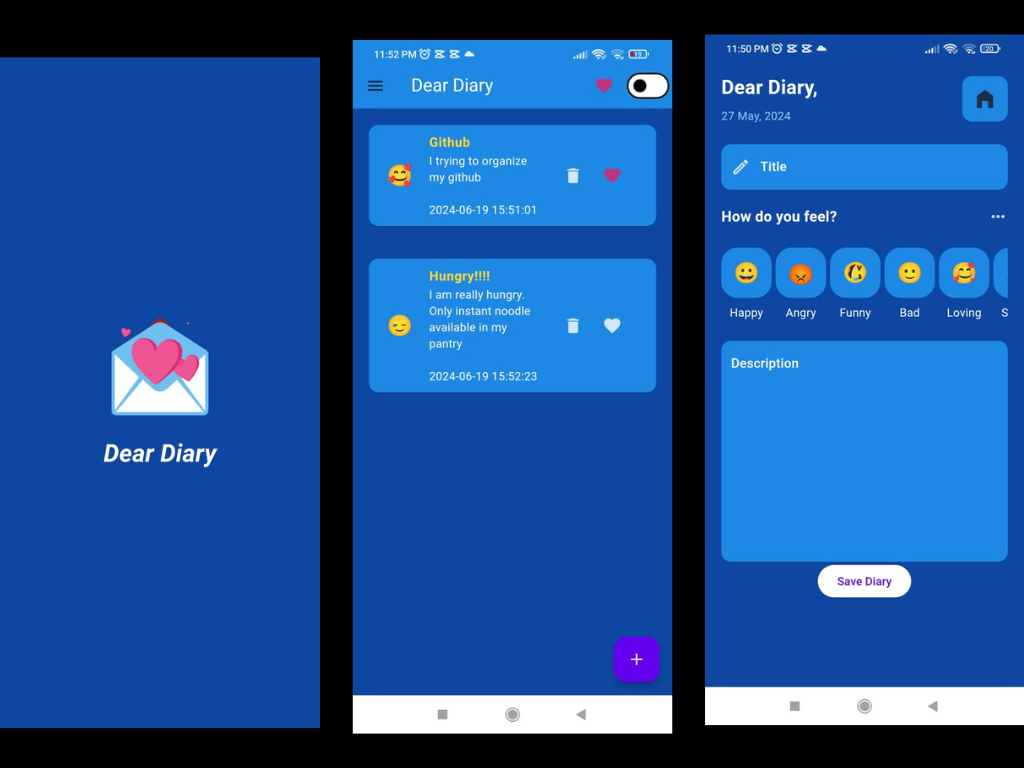 Dear Diary
11:52 PM
19
Dear Diary
Github
I trying to organize
my github
2024-06-19 15:51:01
Hungry!!!!
I am really hungry.
Only instant noodle
available in my
pantry
2024-06-19 15:52:23
+
11:50 PM
20
Dear Diary,
27 May, 2024
Title
How do you feel?
Happy Angry Funny Bad Loving S
Description
Save Diary